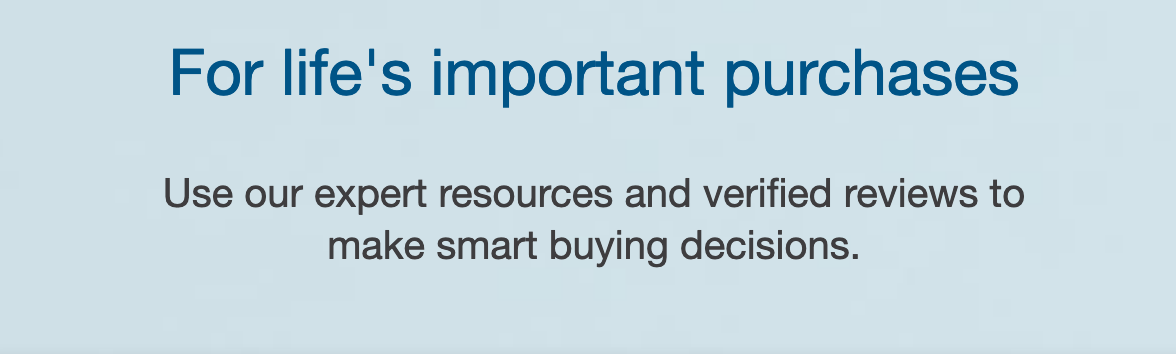 For life's important purchases
Use our expert resources and verified reviews to
make smart buying decisions.